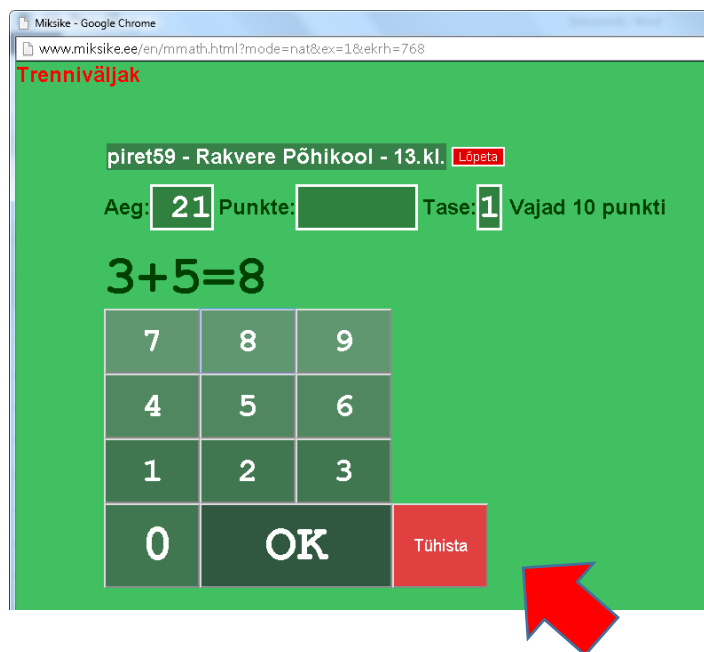 Miksike - Google Chrome
www.miksike.ee/en/mmath.html?mode=nat&ex=1&ekrh=768
Trenniväljak
piret59 - Rakvere Põhikool - 13.kl. Lõpeta
Aeg: 21 Punkte: Tase: 1 Vajad 10 punkti
3+5=8
7 8 9
4 5 6
1 2 3
0 OK Tühista